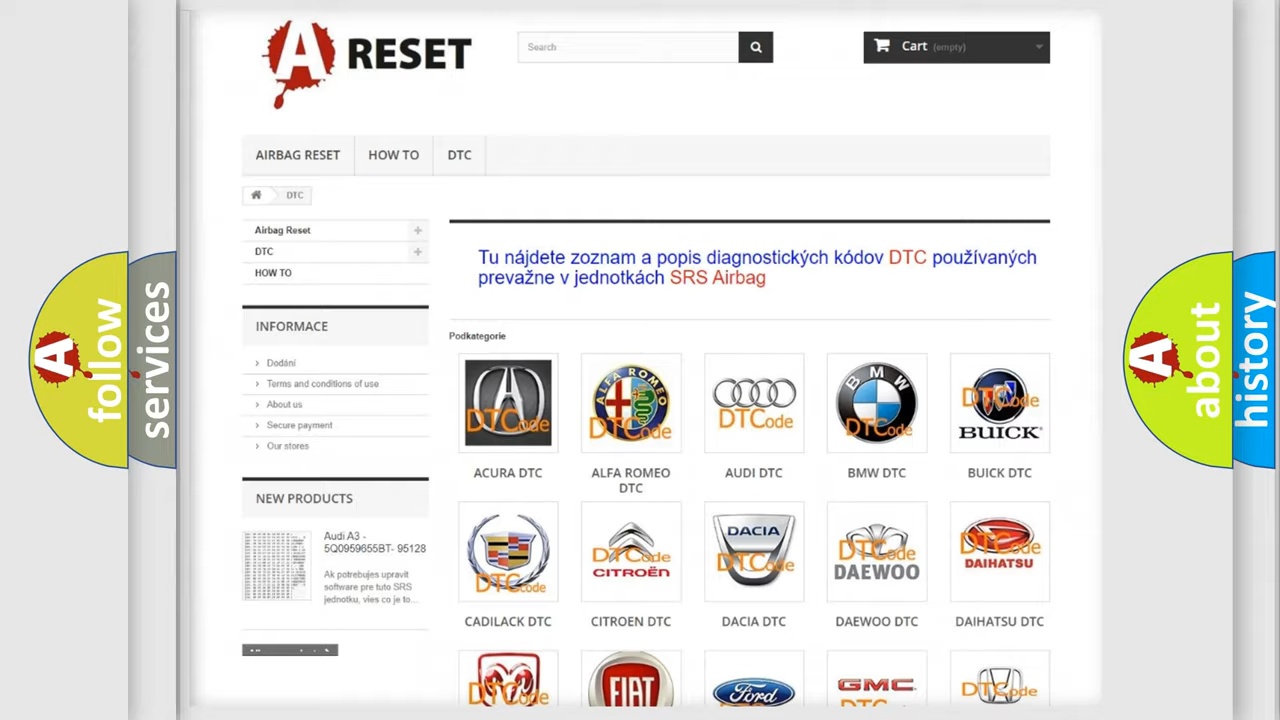 A RESET
Search
Cart (empty)
AIRBAG RESET
HOW TO
DTC
DTC
Airbag Reset
DTC
HOW TO
INFORMACE
Dodání
Terms and conditions of use
About us
Secure payment
Our stores
NEW PRODUCTS
Audi A3 -
5Q0959655BT- 95128
Ak potrebujes upravit
software pre tuto SRS
jednotku, vies co je to...
Tu nájdete zoznam a popis diagnostických kódov DTC používaných
prevažne v jednotkách SRS Airbag
Podkategorie
DTCode
ACURA DTC
ALFA ROMEO
DTCode
ALFA ROMEO
DTC
DTCode
AUDI DTC
BMW
DTCode
BMW DTC
DTCode
BUICK
BUICK DTC
DTCode
CADILACK DTC
DTCode
CITROËN
CITROEN DTC
DACIA
DTCode
DACIA DTC
DTCode
DAEWOO
DAEWOO DTC
DTCode
DAIHATSU
DAIHATSU DTC
DTCode
FIAT
Ford
GMC
DTCode
A follow
services
A about
history